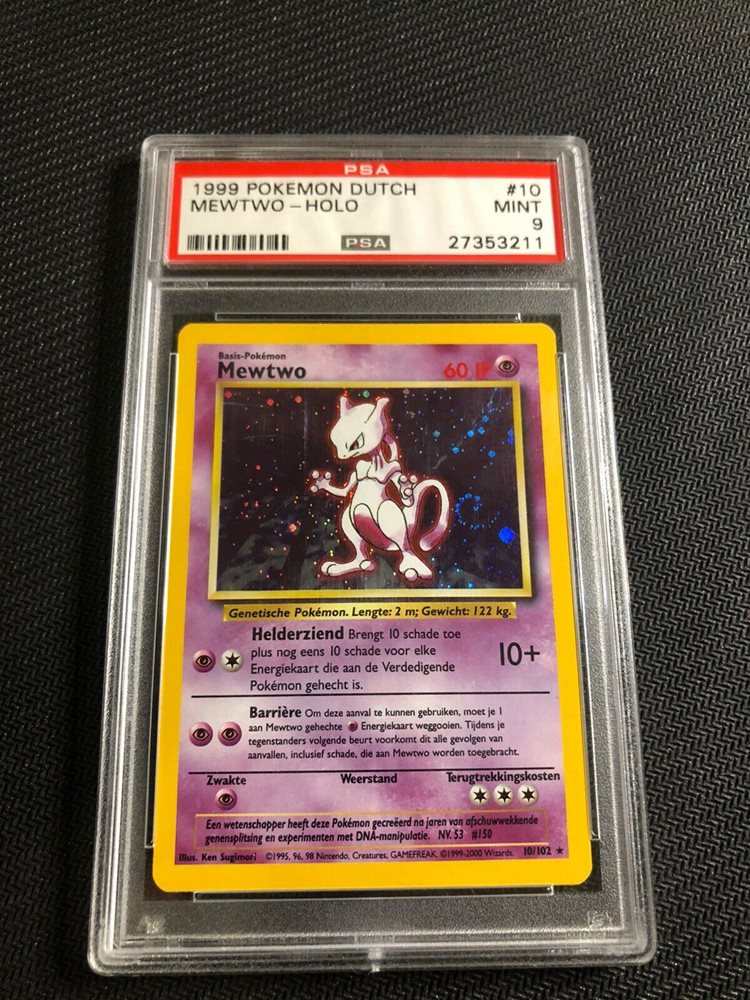 PSA
1999 POKEMON DUTCH #10
MEWTWO – HOLO MINT
9
PSA 27353211
Basis-Pokémon
Mewtwo 60 IP
Genetische Pokémon. Lengte: 2 m; Gewicht: 122 kg.
Helderziend Brengt 10 schade toe
plus nog eens 10 schade voor elke
Energiekaart die aan de Verdedigende
Pokémon gehecht is.
10+
Barrière Om deze aanval te kunnen gebruiken, moet je 1
aan Mewtwo gehechte Energiekaart weggooien. Tijdens je
tegenstanders volgende beurt voorkomt dit alle gevolgen van
aanvallen, inclusief schade, die aan Mewtwo worden toegebracht.
Zwakte Weerstand Terugtrekkingskosten
Een wetenschapper heeft deze Pokémon gecreëerd na jaren van afschuwwekkende
genensplitsing en experimenten met DNA-manipulatie. NV. 53 #150
Illus. Ken Sugimori ©1995, 96, 98 Nintendo, Creatures, GAMEFREAK. ©1999-2000 Wizards. 10/102 ★